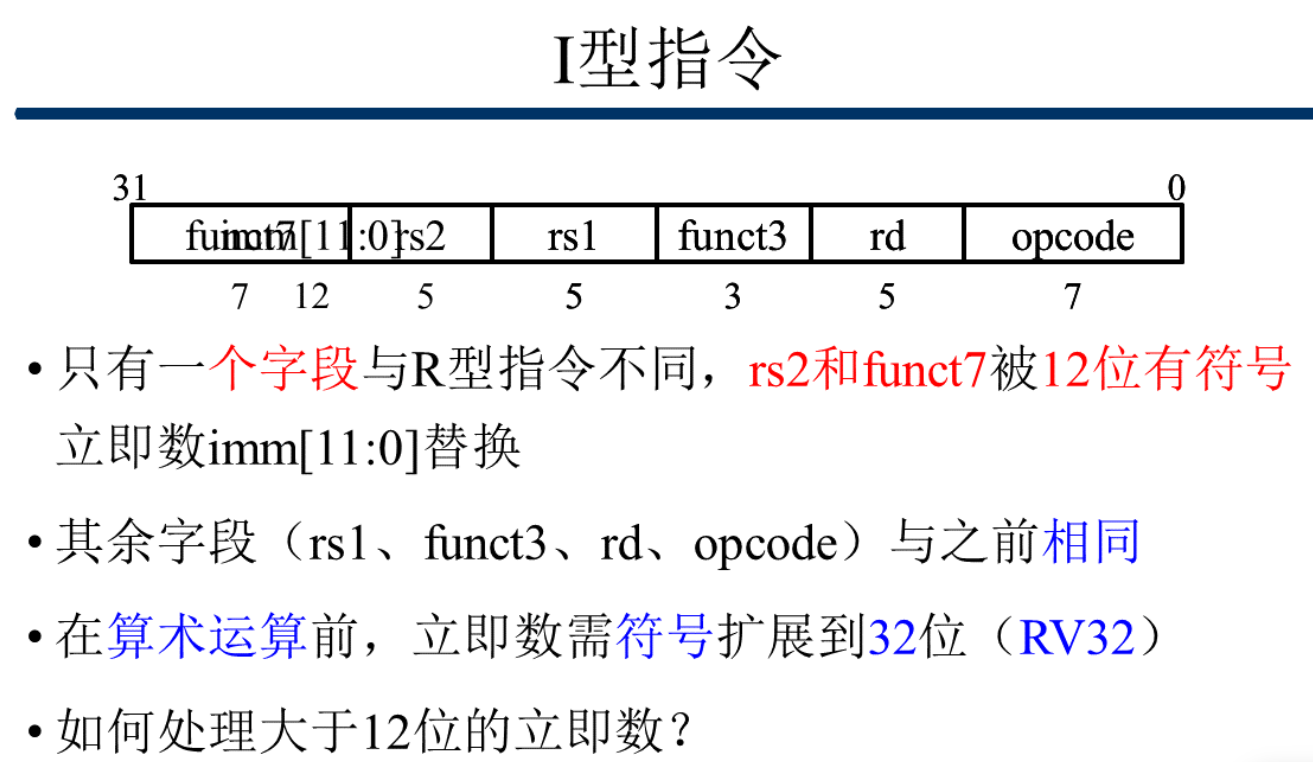 I型指令
31 0
funct7 imm[11:0] rs2 rs1 funct3 rd opcode
7 12 5 5 3 5 7
• 只有一个字段与R型指令不同，rs2和funct7被12位有符号
立即数imm[11:0]替换
• 其余字段（rs1、funct3、rd、opcode）与之前相同
• 在算术运算前，立即数需符号扩展到32位（RV32）
• 如何处理大于12位的立即数？